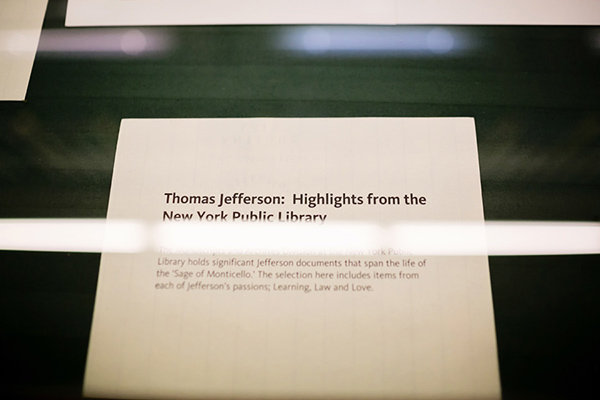 Thomas Jefferson: Highlights from the
New York Public Library
York
Library holds significant Jefferson documents that span the life of
the ‘Sage of Monticello.’ The selection here includes items from
each of Jefferson’s passions; Learning, Law and Love.